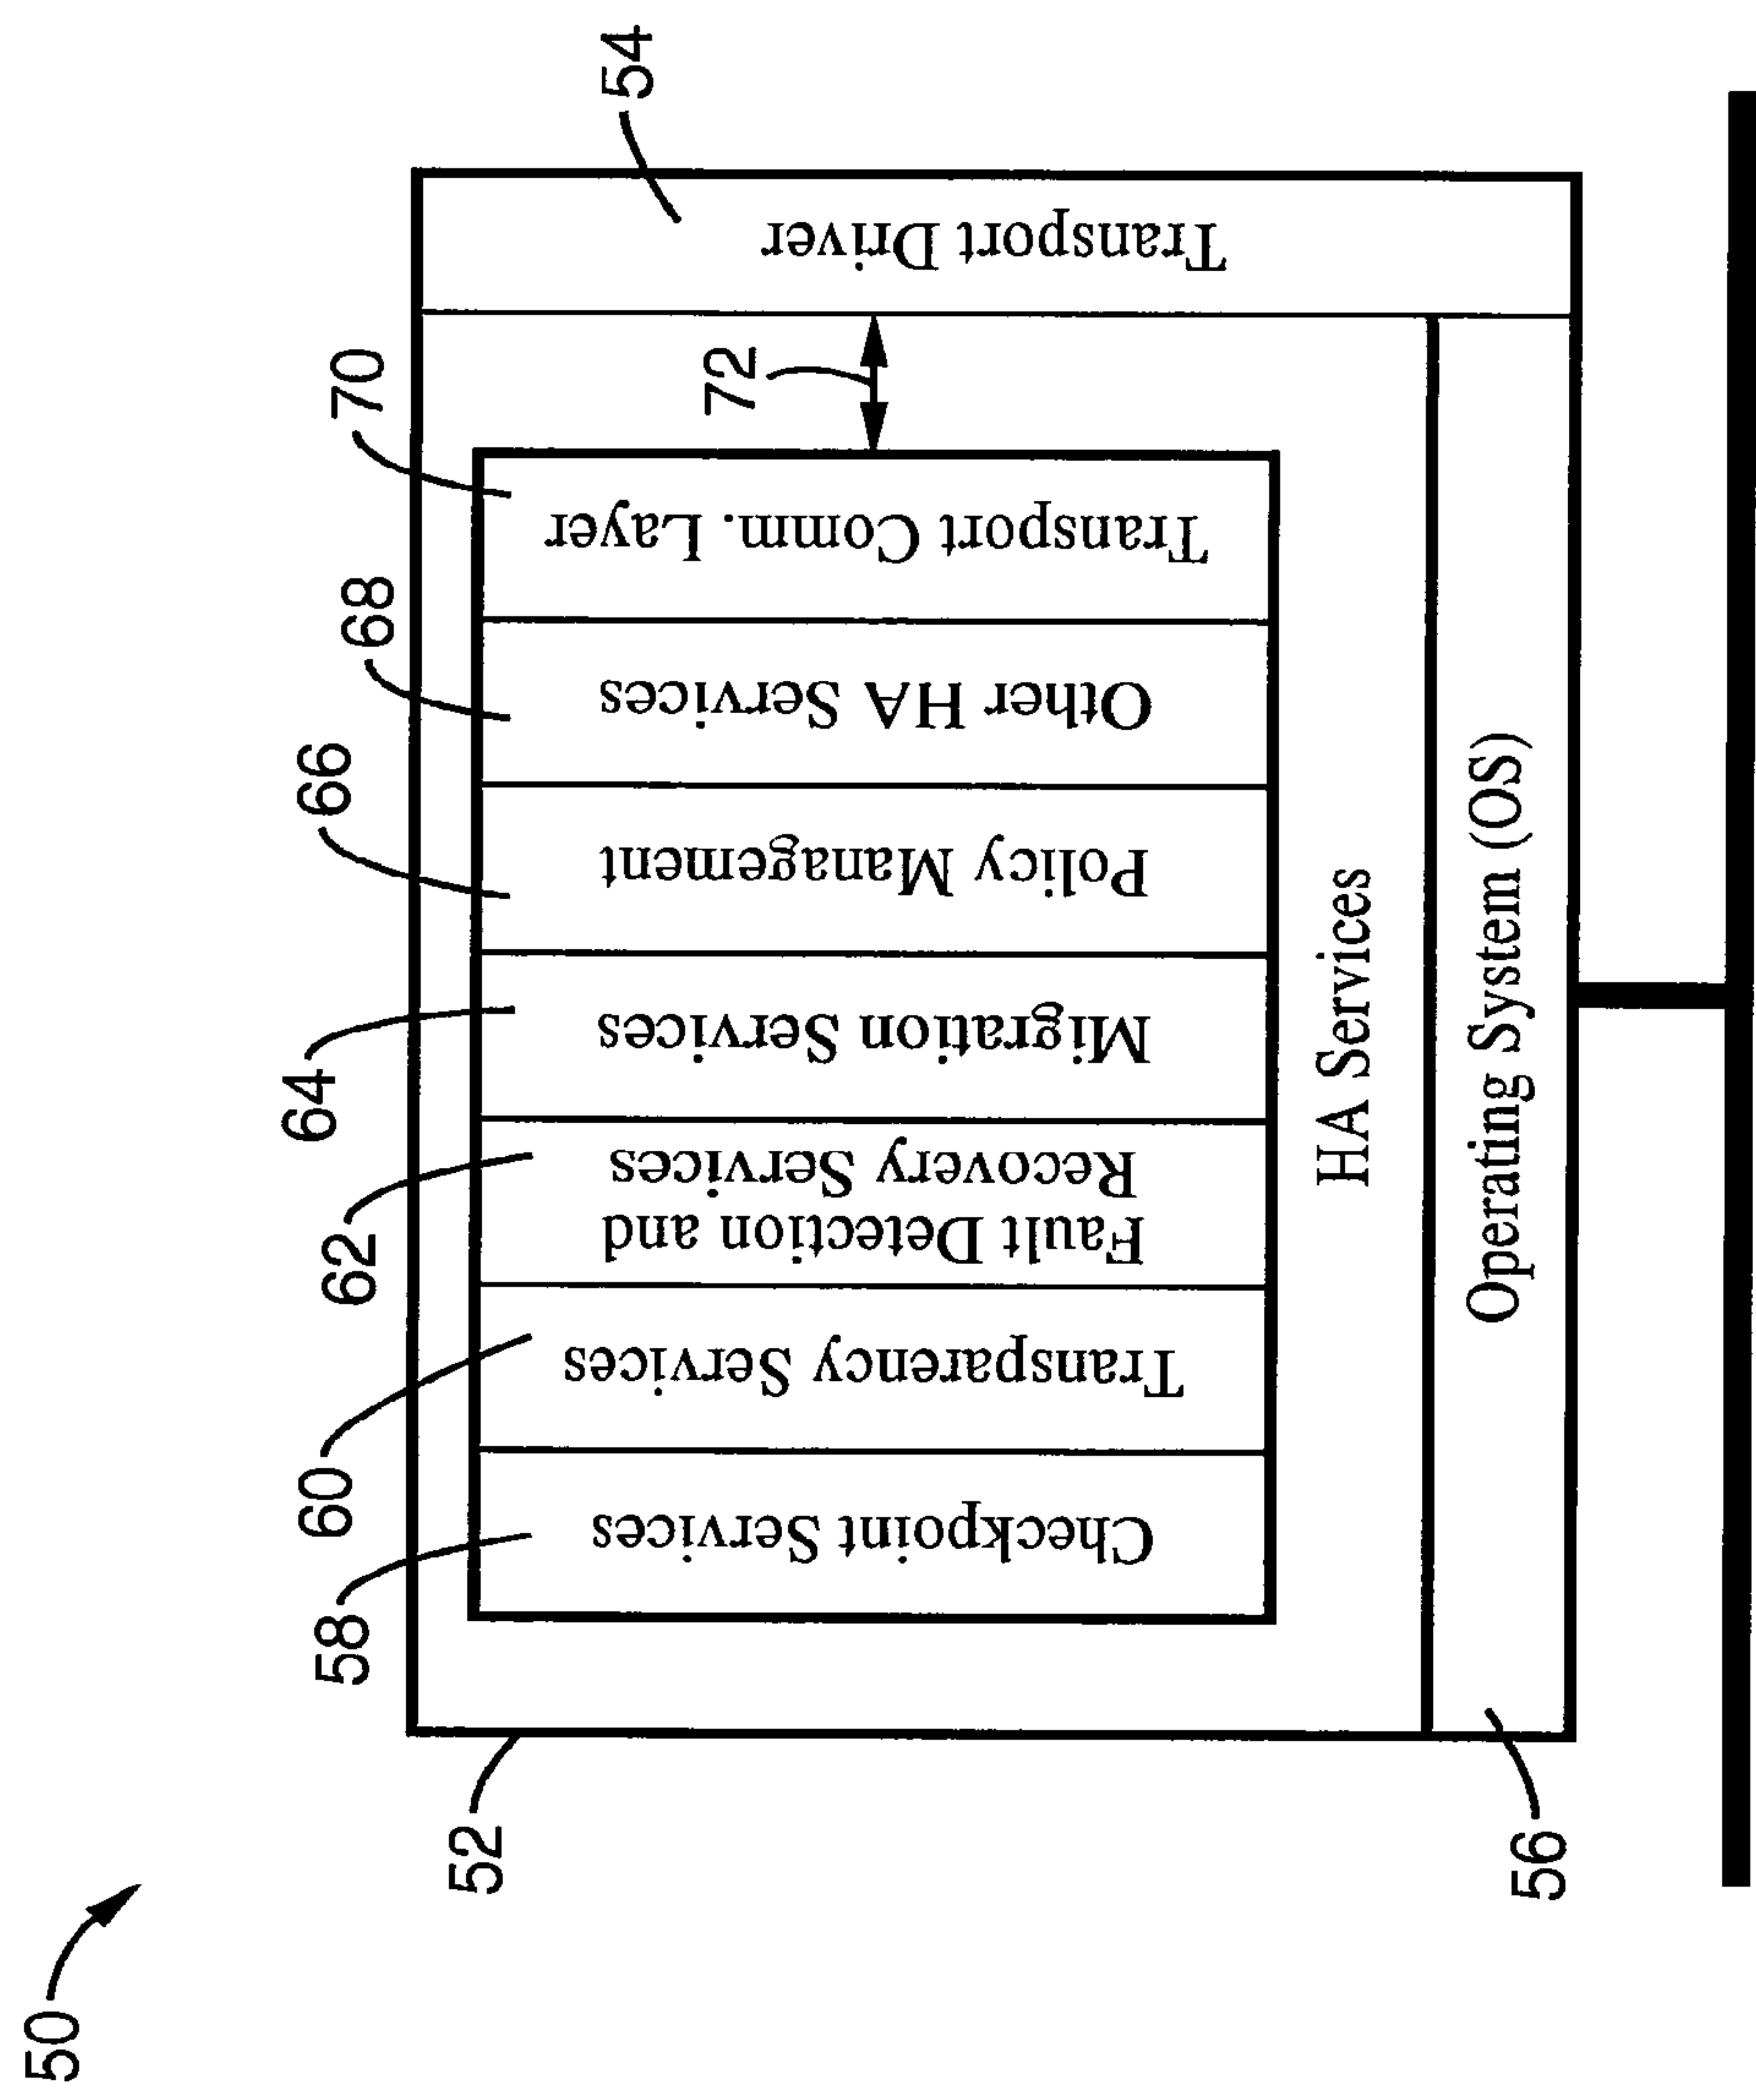 50
52
58
60
62
64
66
68
70
72
54
56
Checkpoint Services
Transparency Services
Fault Detection and
Recovery Services
Migration Services
Policy Management
Other HA Services
Transport Comm. Layer
Transport Driver
HA Services
Operating System (OS)